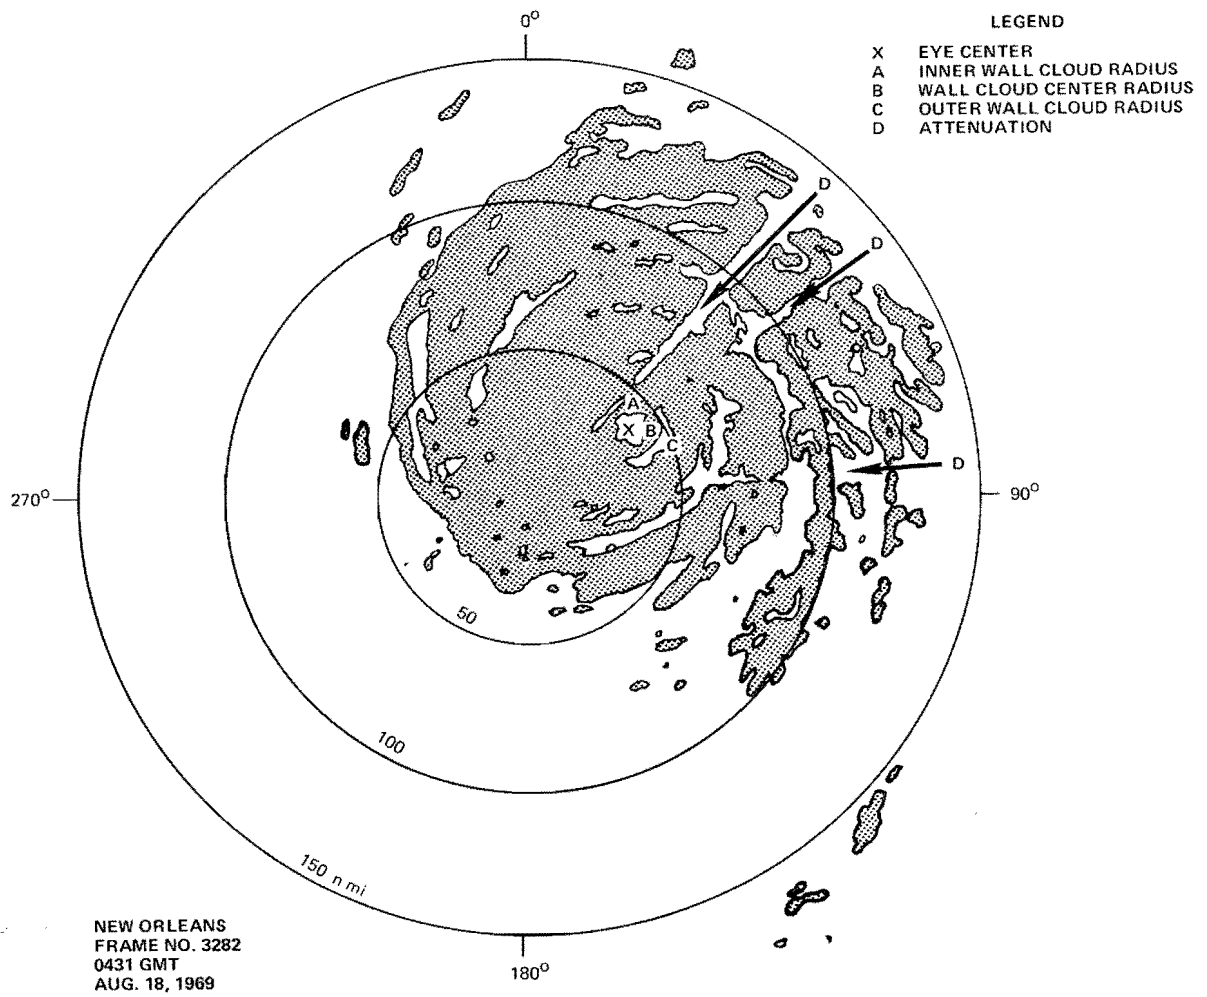 0°
LEGEND
X EYE CENTER
A INNER WALL CLOUD RADIUS
B WALL CLOUD CENTER RADIUS
C OUTER WALL CLOUD RADIUS
D ATTENUATION
D
D
A
X B
C
D
270°
90°
50
100
150 n mi
NEW ORLEANS
FRAME NO. 3282
0431 GMT
AUG. 18, 1969
180°